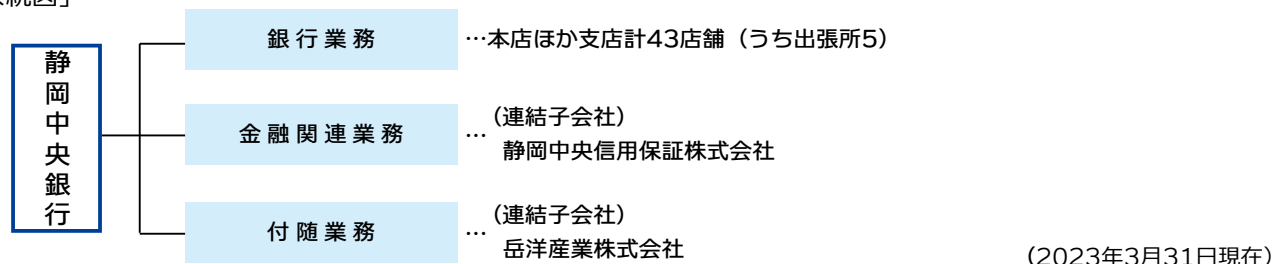 系統図」
静岡中央銀行
銀行業務 …本店ほか支店計43店舗（うち出張所5）
金融関連業務 …（連結子会社）
静岡中央信用保証株式会社
付随業務 …（連結子会社）
岳洋産業株式会社
（2023年3月31日現在）